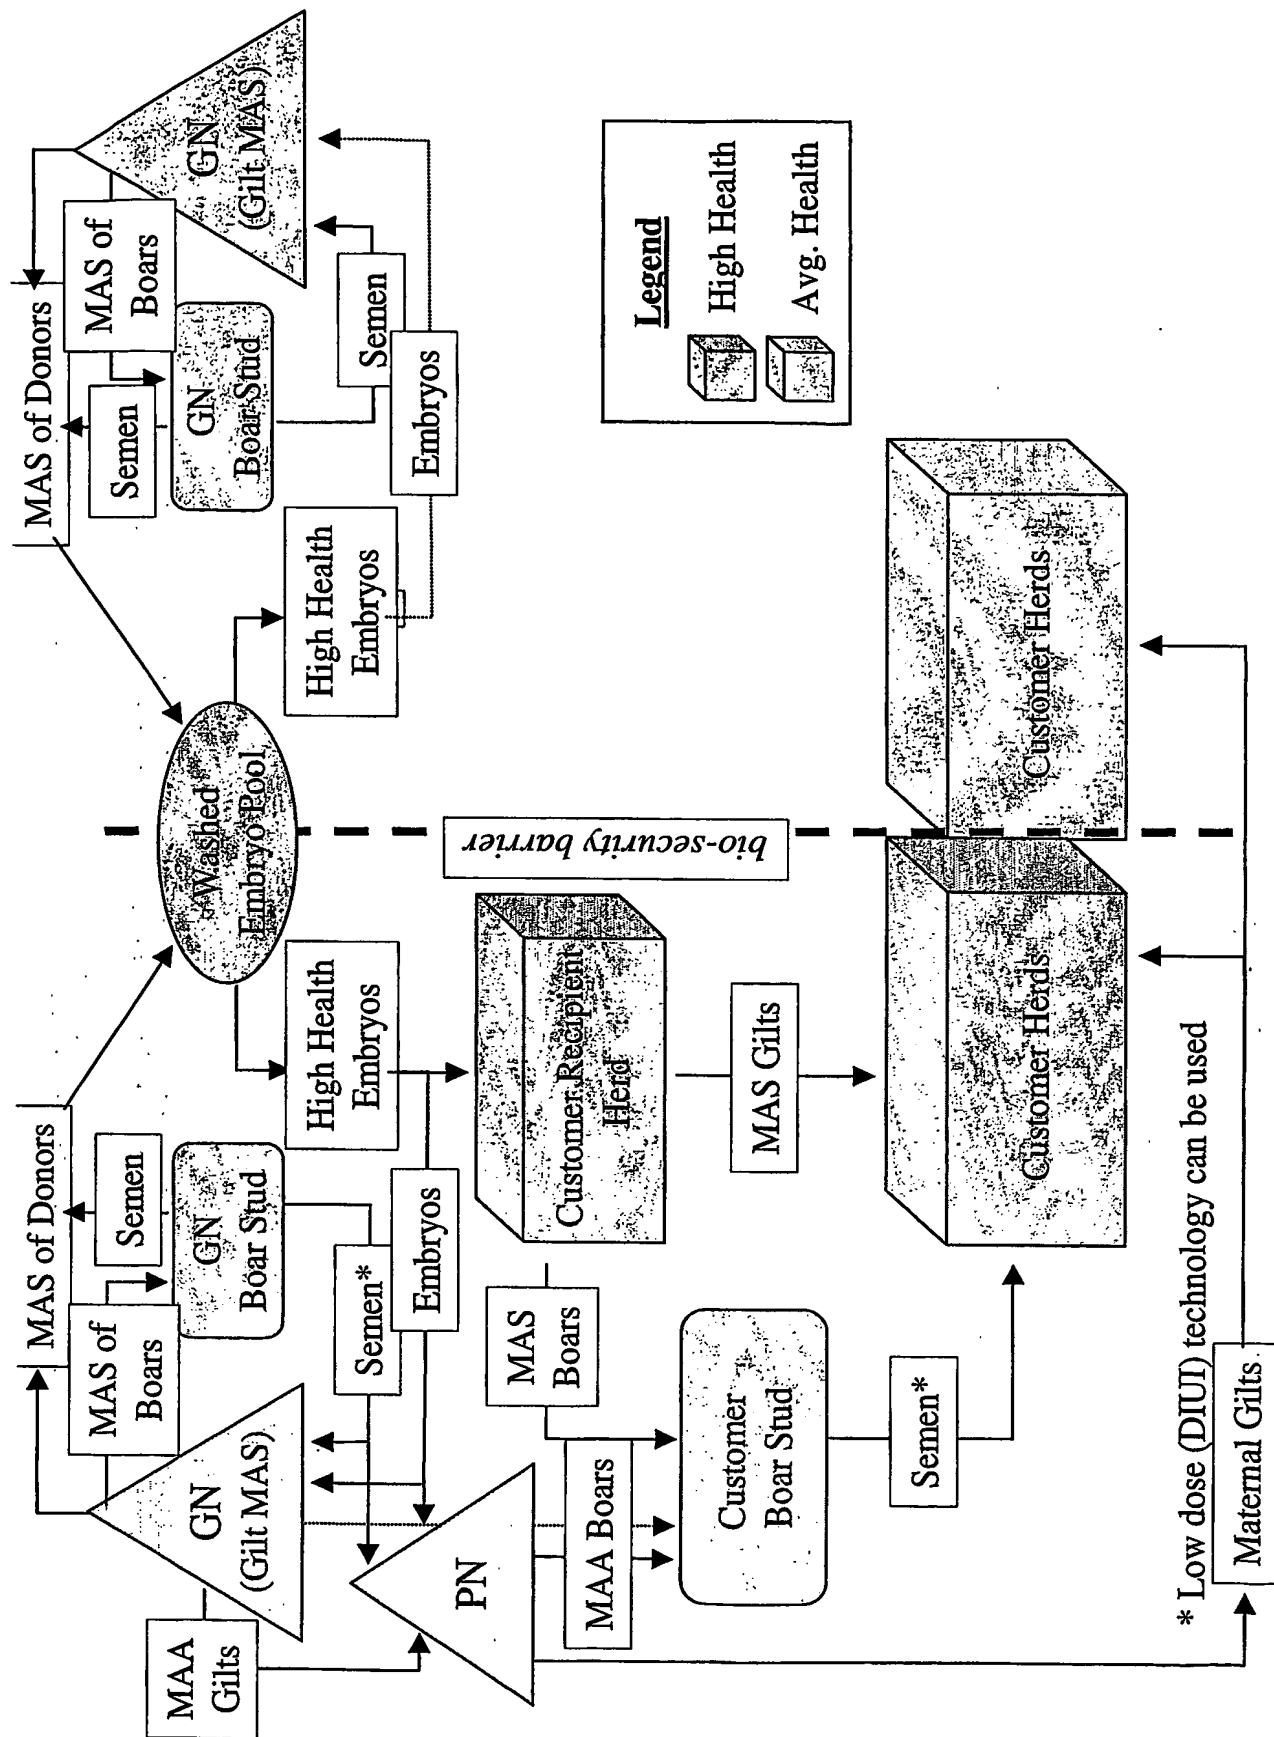 MAS of Donors
MAS of Donors
MAS of
Boars
Semen
Semen
MAS of
Boars
GN
Boar Stud
Washed
Embryo Pool
GN
Boar Stud
GN
(Gilt MAS)
GN
(Gilt MAS)
MAA
Gilts
High Health
Embryos
High Health
Embryos
Semen*
Embryos
Semen
Embryos
PN
bio-security barrier
MAS
Boars
Customer Recipient
Herd
MAA Boars
Customer
Boar Stud
MAS Gilts
Legend
High Health
Avg. Health
Semen*
Customer Herds
Customer Herds
* Low dose (DIUI) technology can be used
Maternal Gilts